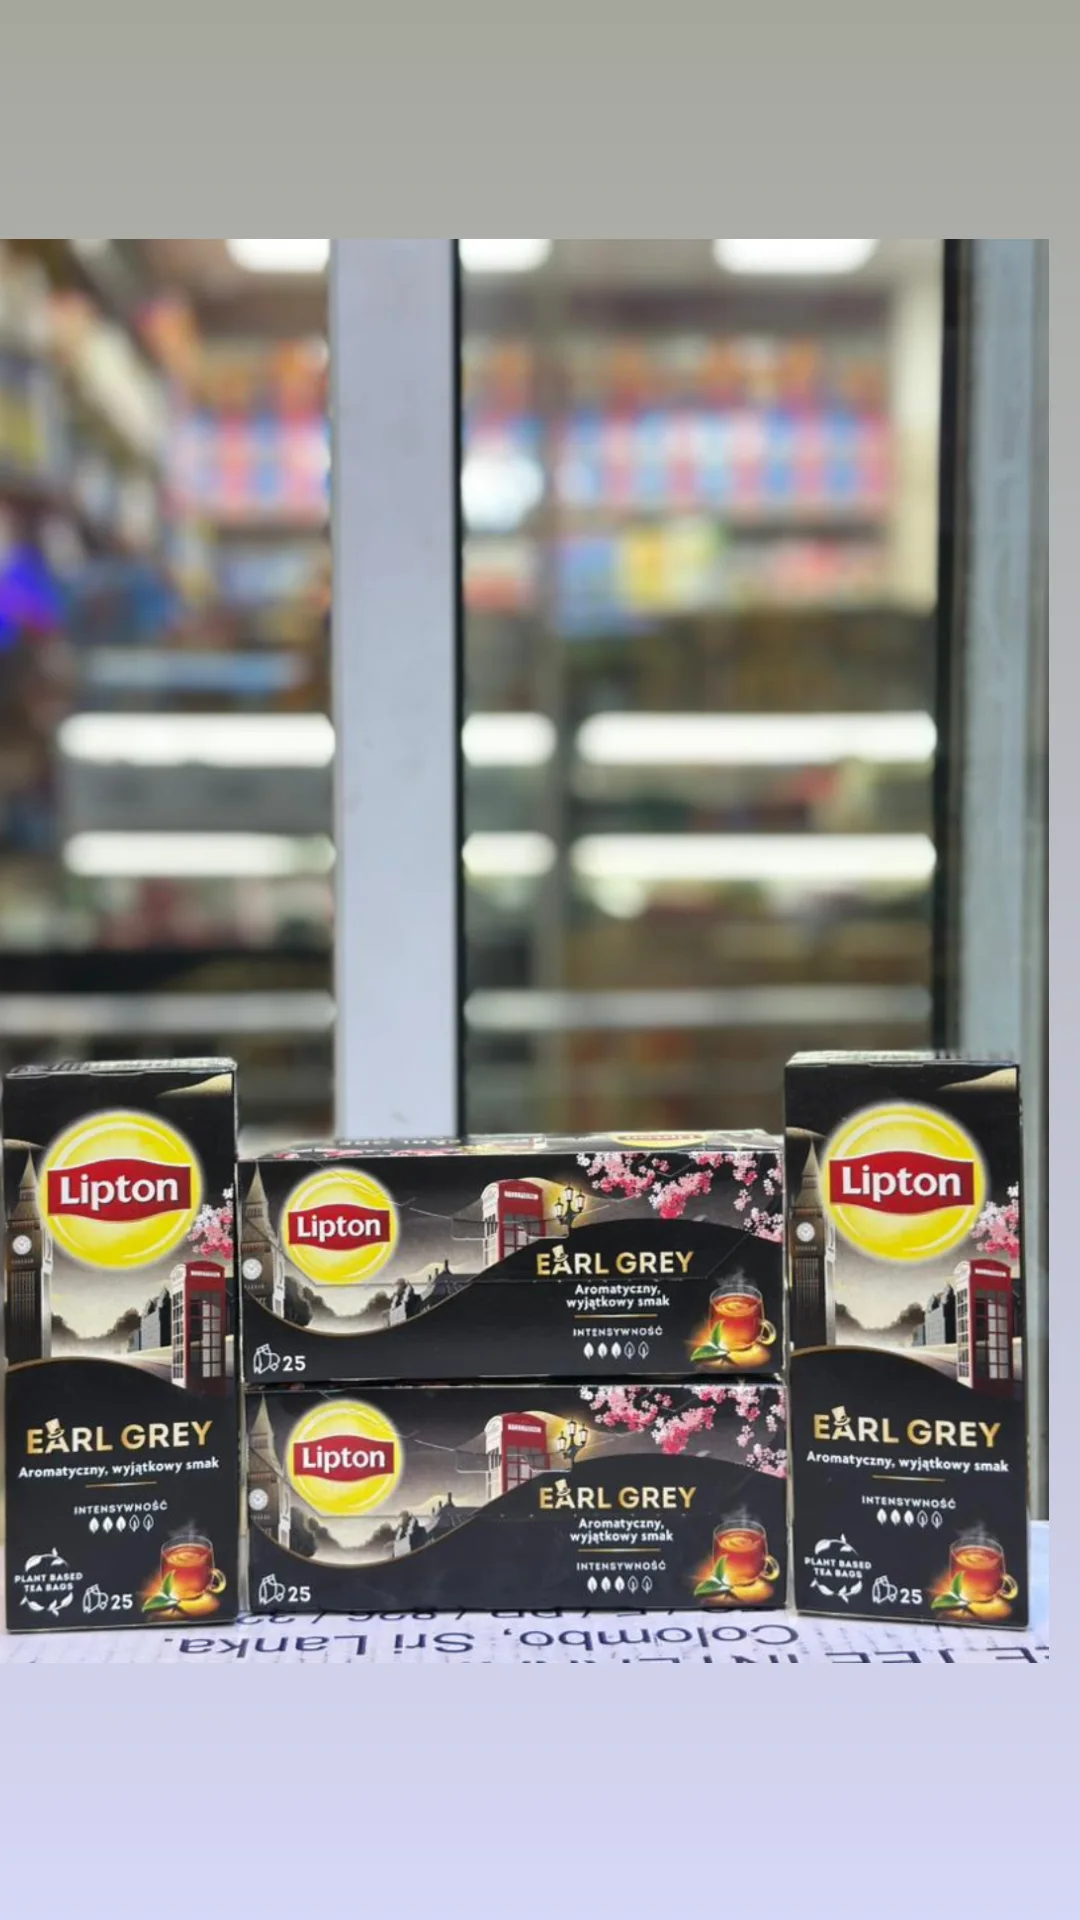 Lipton
EARL GREY
Aromatyczny, wyjątkowy smak
INTENSYWNOŚĆ
PLANT BASED
TEA BAGS
25
Lipton
EARL GREY
Aromatyczny,
wyjątkowy smak
INTENSYWNOŚĆ
25
Lipton
EARL GREY
Aromatyczny,
wyjątkowy smak
INTENSYWNOŚĆ
25
Lipton
EARL GREY
Aromatyczny, wyjątkowy smak
INTENSYWNOŚĆ
PLANT BASED
TEA BAGS
25
Colombo, Sri Lanka.